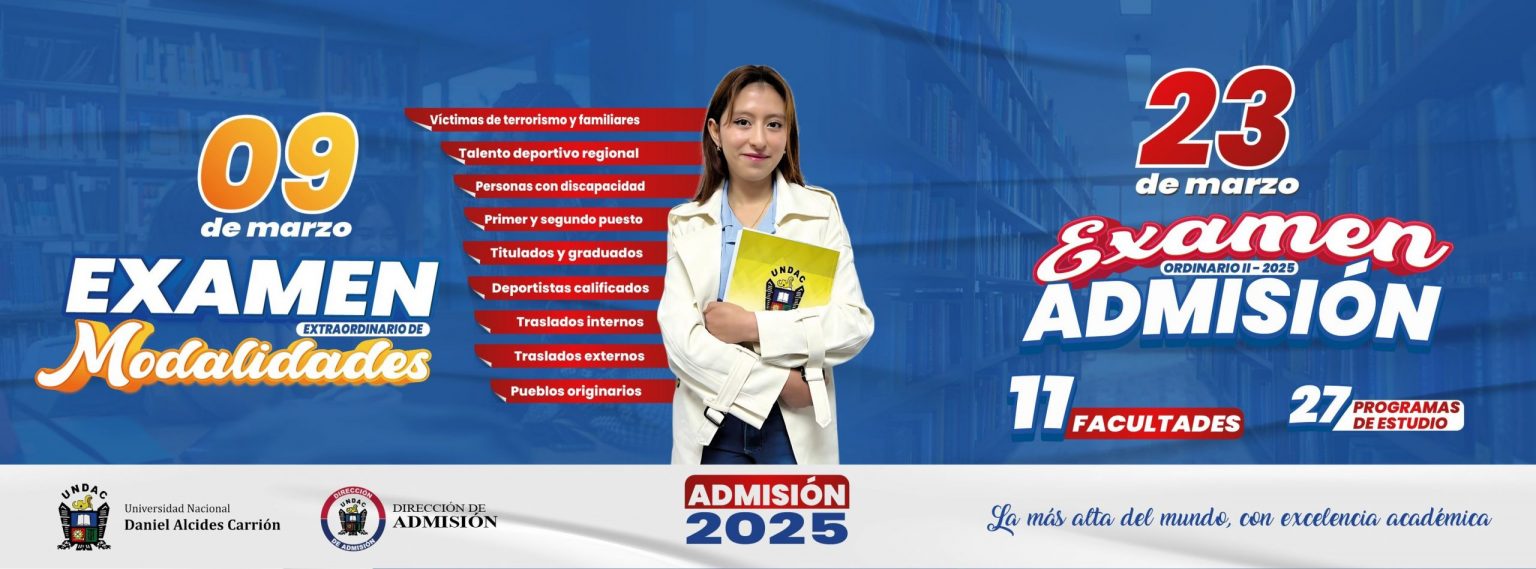 09
de marzo
EXAMEN
EXTRAORDINARIO DE
Modalidades
Víctimas de terrorismo y familiares
Talento deportivo regional
Personas con discapacidad
Primer y segundo puesto
Titulados y graduados
Deportistas calificados
Traslados internos
Traslados externos
Pueblos originarios
UNDAC
23
de marzo
Examen
ORDINARIO II - 2025
ADMISIÓN
11 FACULTADES
27 PROGRAMAS
DE ESTUDIO
UNDAC
Universidad Nacional
Daniel Alcides Carrión
DIRECCIÓN
UNDAC
DE ADMISIÓN
DIRECCIÓN DE
ADMISIÓN
ADMISIÓN
2025
La más alta del mundo, con excelencia académica